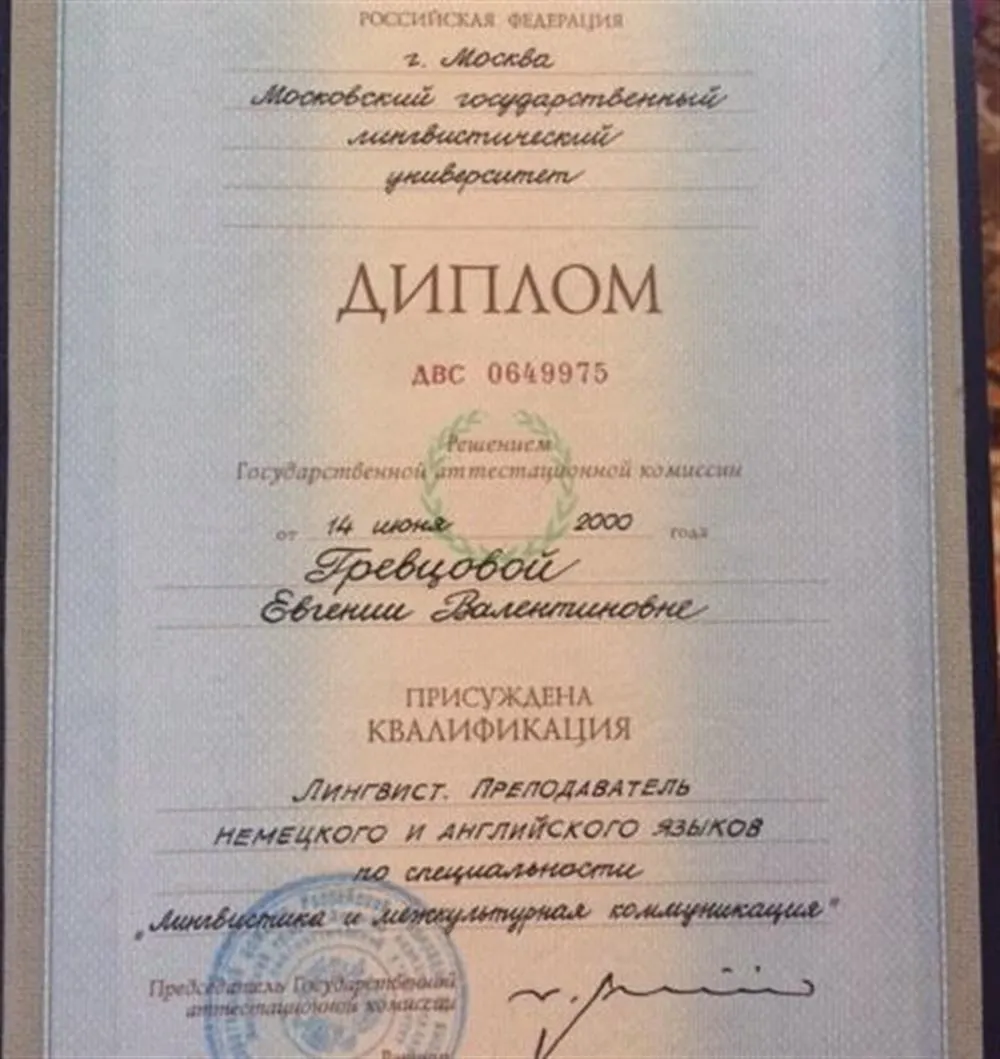 РОССИЙСКАЯ ФЕДЕРАЦИЯ
г. Москва
Московский государственный
лингвистический
университет
ДИПЛОМ
ДВС 0649975
Решением
Государственной аттестационной комиссии
от 14 июня 2000 года
Гревцовой
Евгении Валентиновне
ПРИСУЖДЕНА
КВАЛИФИКАЦИЯ
ЛИНГВИСТ. ПРЕПОДАВАТЕЛЬ
НЕМЕЦКОГО И АНГЛИЙСКОГО ЯЗЫКОВ
по специальности
„Лингвистика и межкультурная коммуникация"
Председатель Государственной
аттестационной комиссии